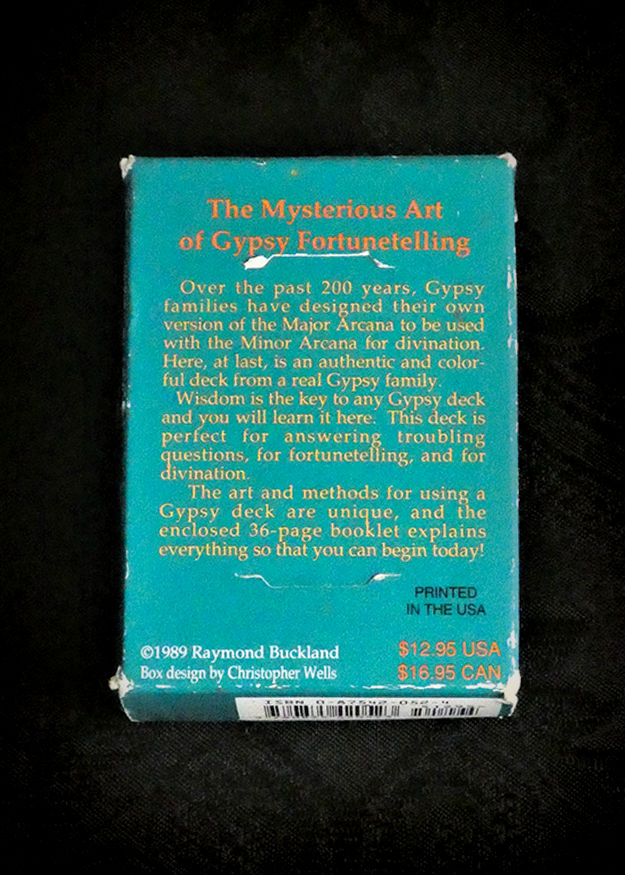 The Mysterious Art
of Gypsy Fortunetelling
Over the past 200 years, Gypsy
families have designed their own
version of the Major Arcana to be used
with the Minor Arcana for divination.
Here, at last, is an authentic and color-
ful deck from a real Gypsy family.
Wisdom is the key to any Gypsy deck
and you will learn it here. This deck is
perfect for answering troubling
questions, for fortunetelling, and for
divination.
The art and methods for using a
Gypsy deck are unique, and the
enclosed 36-page booklet explains
everything so that you can begin today!
PRINTED
IN THE USA
©1989 Raymond Buckland
Box design by Christopher Wells
$12.95 USA
$16.95 CAN
ISBN 0-87542-052-4